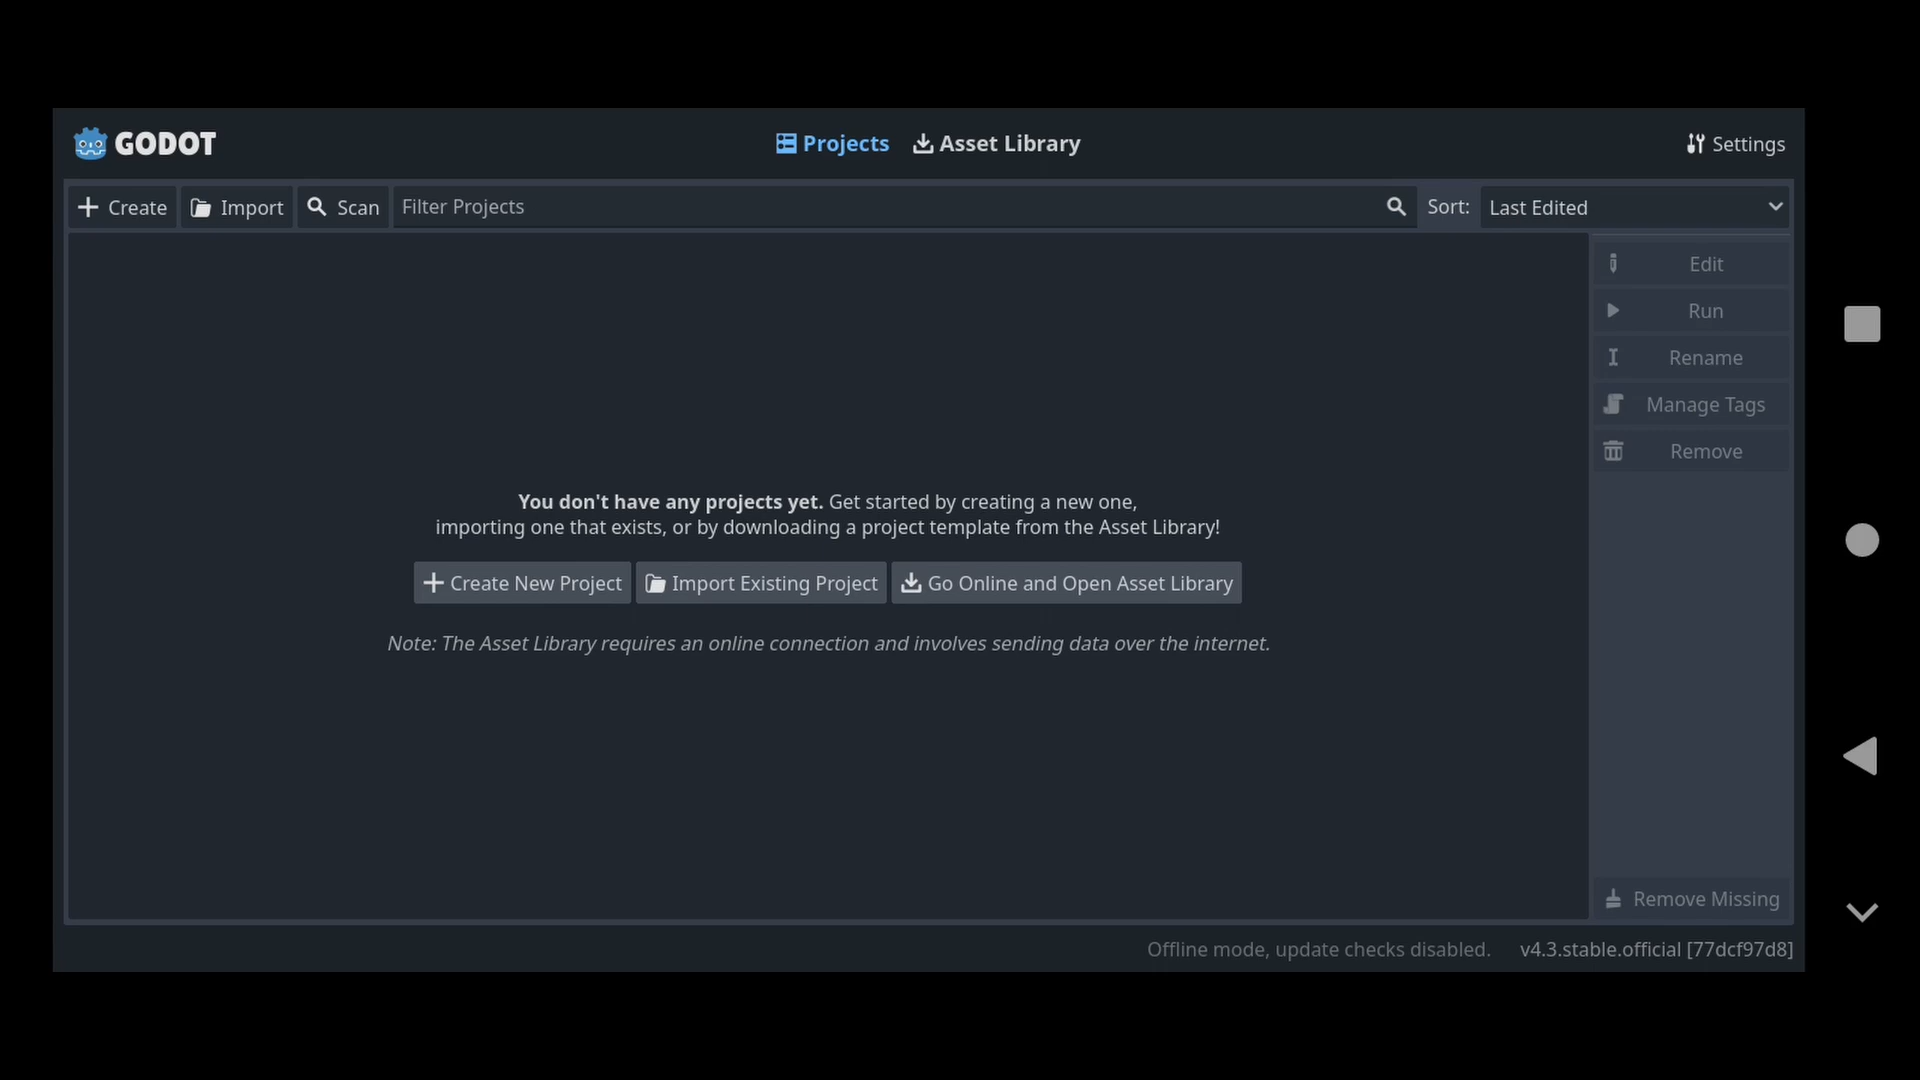 GODOT
Projects
Asset Library
Settings
Create
Import
Scan
Filter Projects
Sort:
Last Edited
Edit
Run
Rename
Manage Tags
Remove
You don't have any projects yet. Get started by creating a new one,
importing one that exists, or by downloading a project template from the Asset Library!
Create New Project
Import Existing Project
Go Online and Open Asset Library
Note: The Asset Library requires an online connection and involves sending data over the internet.
Remove Missing
Offline mode, update checks disabled.
v4.3.stable.official [77dcf97d8]